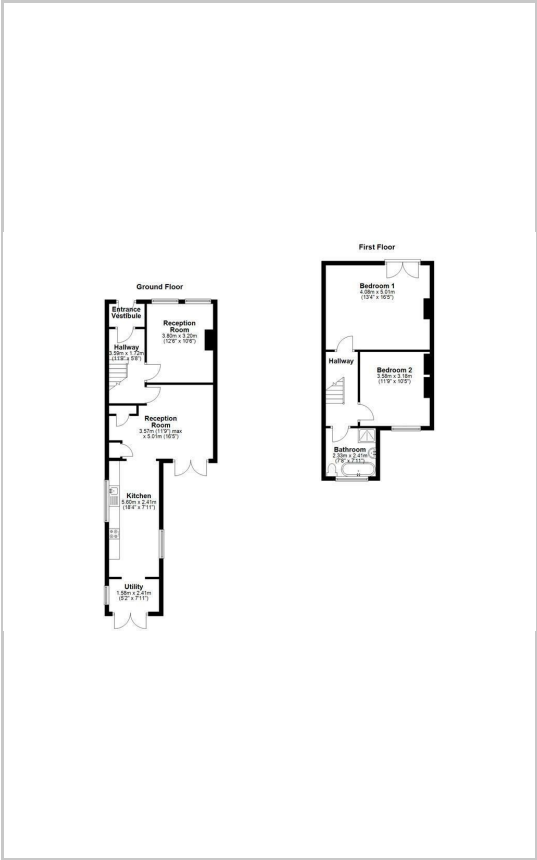 Ground Floor
Entrance
Vestibule
Reception
Room
3.80m x 3.20m
(12'6" x 10'6")
Hallway
3.59m x 1.72m
(11'9" x 5'8")
Reception
Room
3.57m (11'9") max
x 5.01m (16'5")
Kitchen
5.60m x 2.41m
(18'4" x 7'11")
Utility
1.58m x 2.41m
(5'2" x 7'11")
First Floor
Bedroom 1
4.08m x 5.01m
(13'4" x 16'5")
Hallway
Bedroom 2
3.58m x 3.18m
(11'9" x 10'5")
Bathroom
2.33m x 2.41m
(7'8" x 7'11")